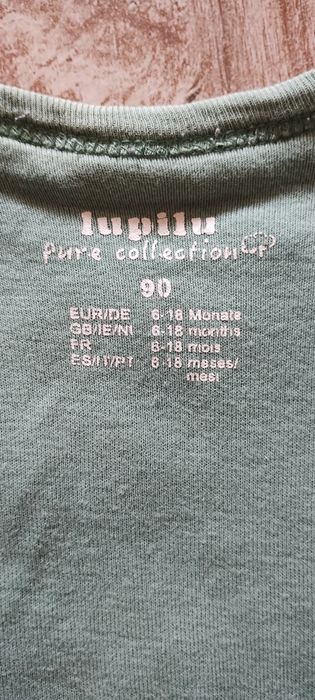 lupilu
pure collection
90
EUR/DE 6-18 Monate
GB/IE/NI 6-18 months
FR 6-18 mois
ES/IT/PT 6-18 meses/
mesi